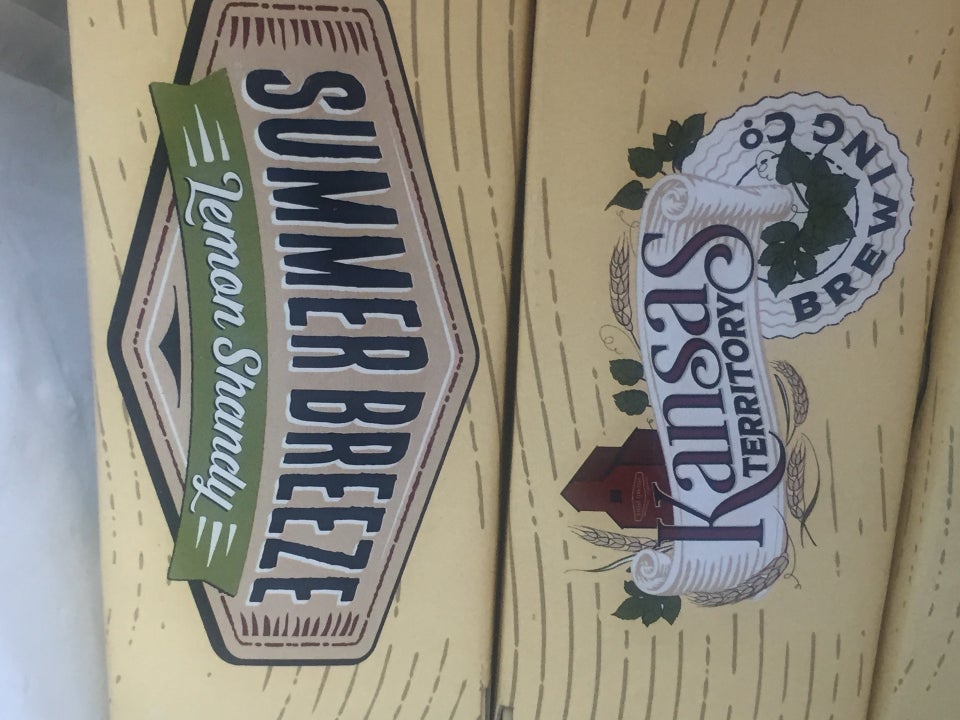 SUMMER BREEZE
Lemon Shandy
Kansas
TERRITORY
BREWING CO.